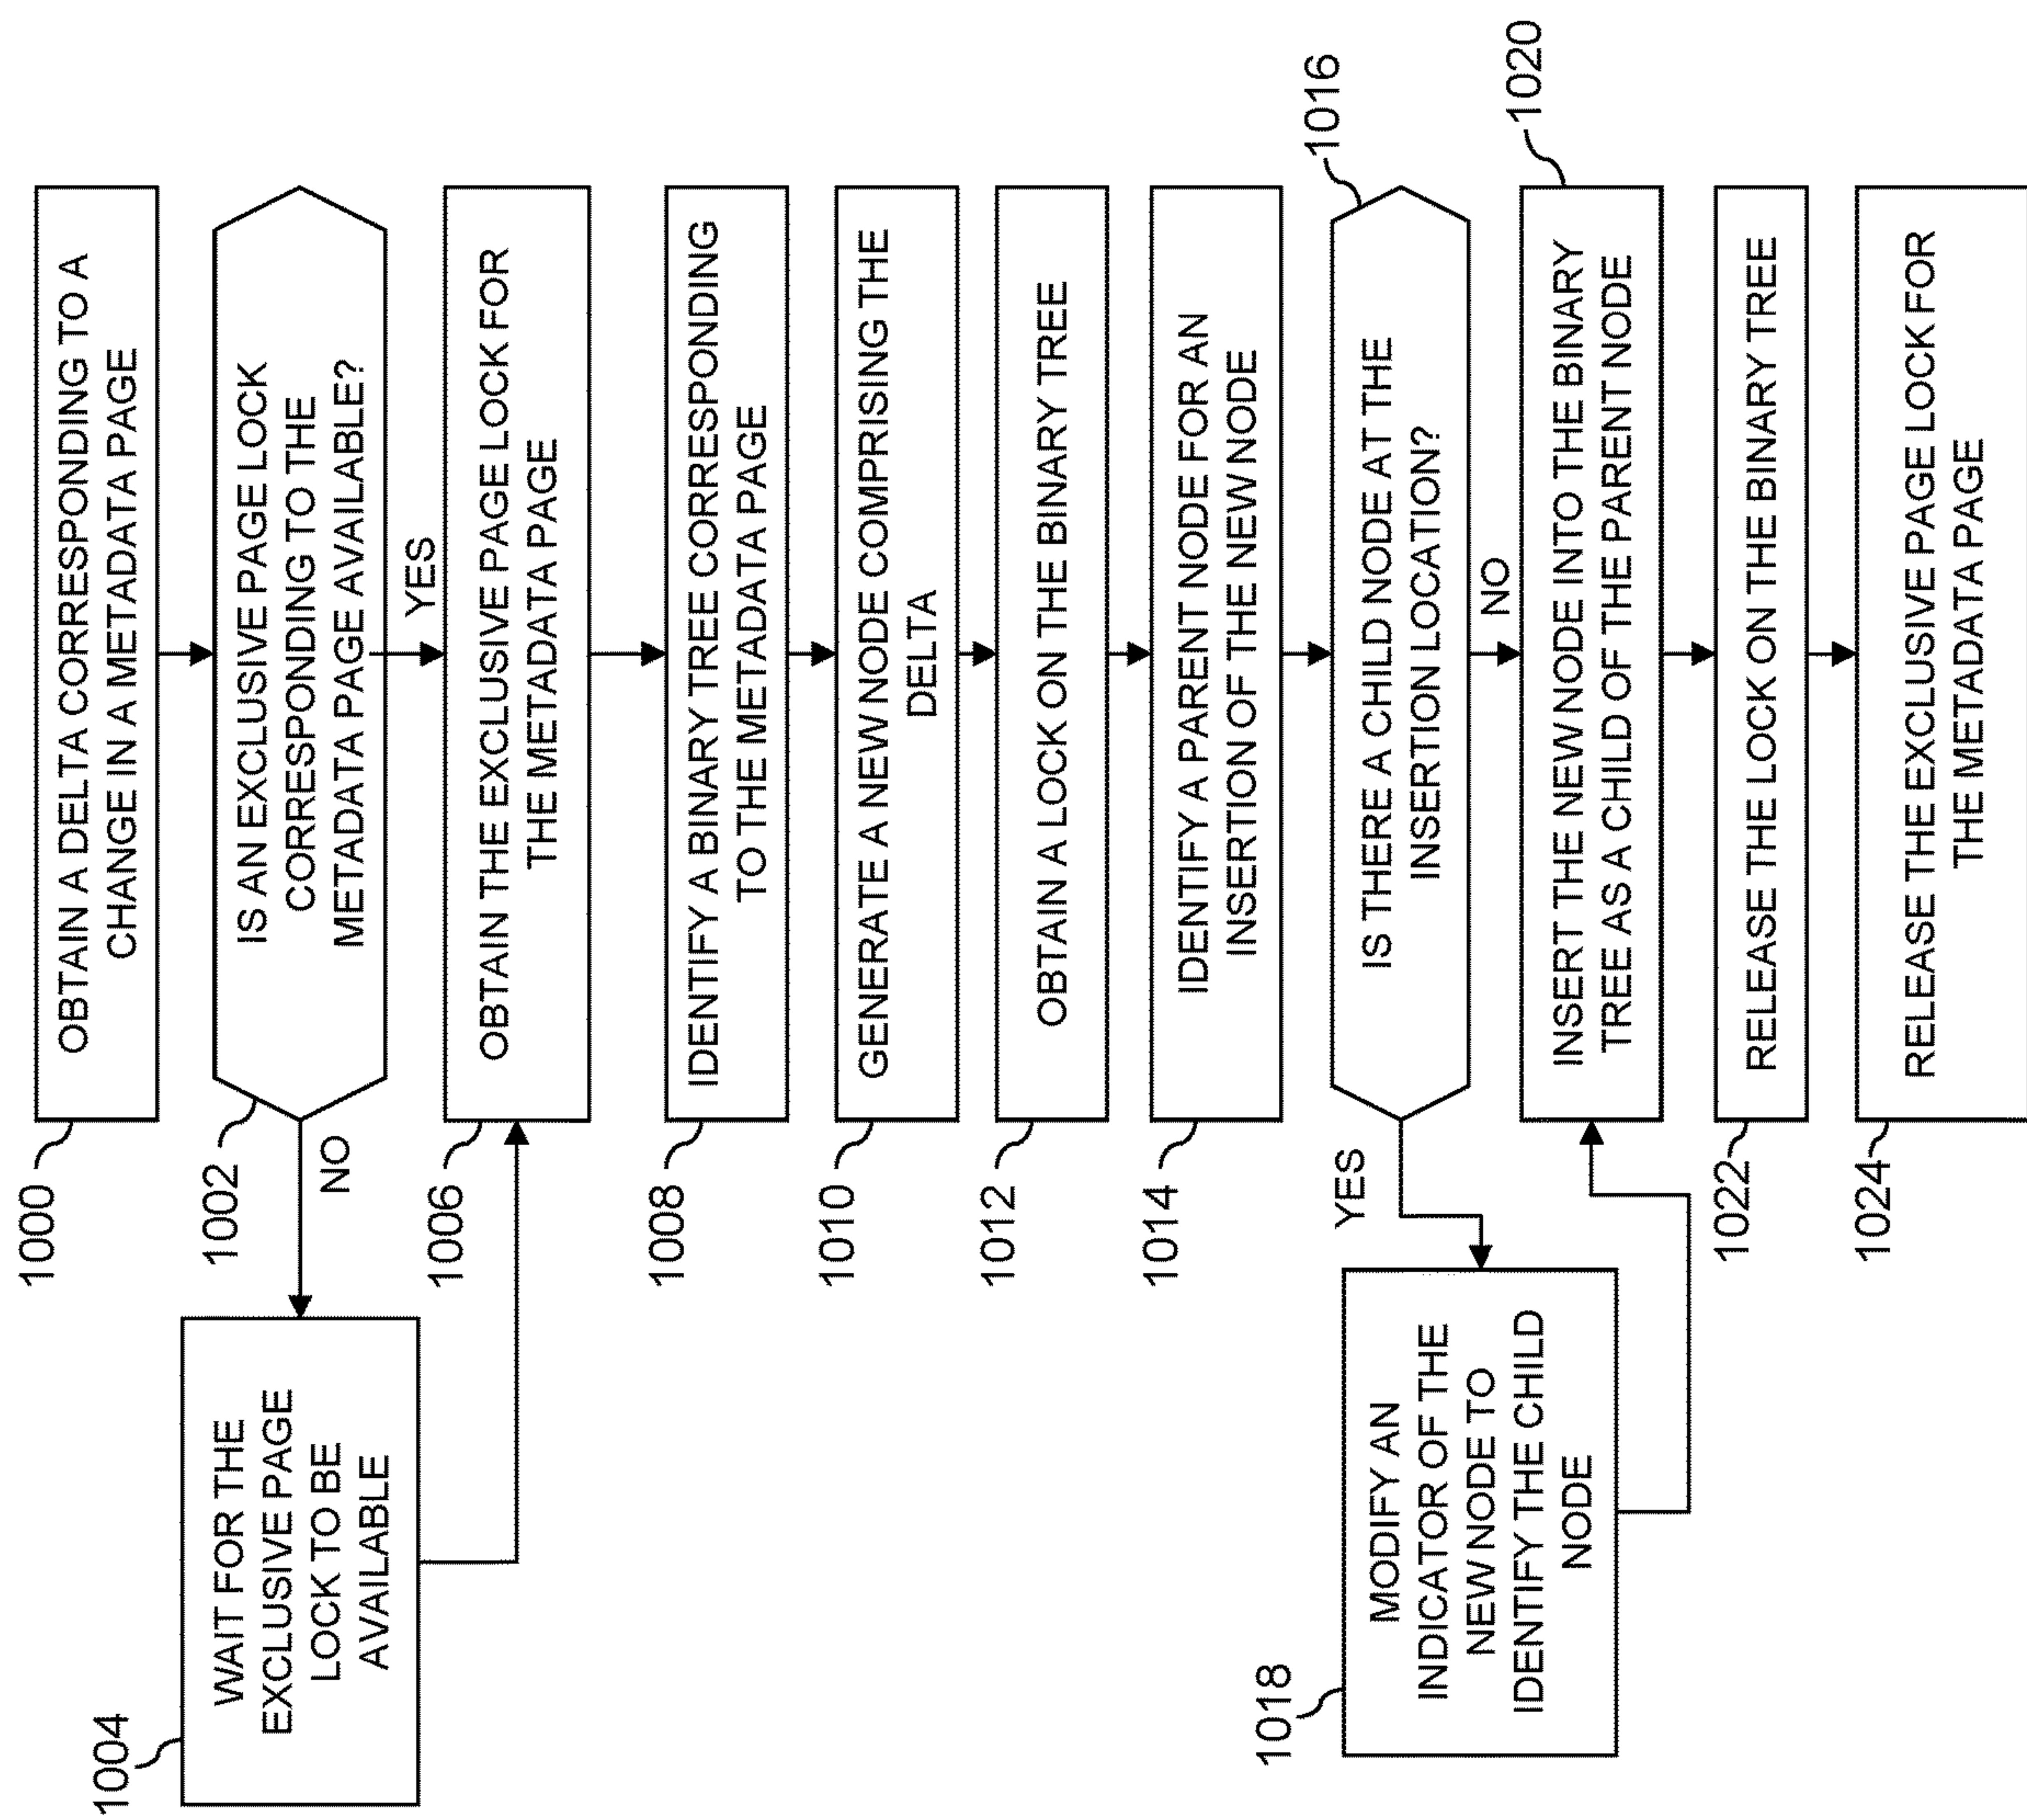 1000
OBTAIN A DELTA CORRESPONDING TO A
CHANGE IN A METADATA PAGE
1002
IS AN EXCLUSIVE PAGE LOCK
CORRESPONDING TO THE
METADATA PAGE AVAILABLE?
NO
YES
1004
WAIT FOR THE
EXCLUSIVE PAGE
LOCK TO BE
AVAILABLE
1006
OBTAIN THE EXCLUSIVE PAGE LOCK FOR
THE METADATA PAGE
1008
IDENTIFY A BINARY TREE CORRESPONDING
TO THE METADATA PAGE
1010
GENERATE A NEW NODE COMPRISING THE
DELTA
1012
OBTAIN A LOCK ON THE BINARY TREE
1014
IDENTIFY A PARENT NODE FOR AN
INSERTION OF THE NEW NODE
1016
IS THERE A CHILD NODE AT THE
INSERTION LOCATION?
YES
NO
1018
MODIFY AN
INDICATOR OF THE
NEW NODE TO
IDENTIFY THE CHILD
NODE
1020
INSERT THE NEW NODE INTO THE BINARY
TREE AS A CHILD OF THE PARENT NODE
1022
RELEASE THE LOCK ON THE BINARY TREE
1024
RELEASE THE EXCLUSIVE PAGE LOCK FOR
THE METADATA PAGE